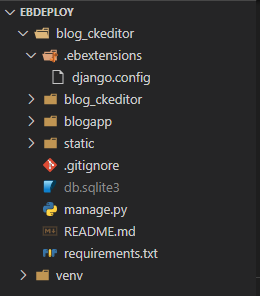 EBDEPLOY
blog_ckeditor
.ebextensions
django.config
blog_ckeditor
blogapp
static
.gitignore
db.sqlite3
manage.py
README.md
requirements.txt
venv